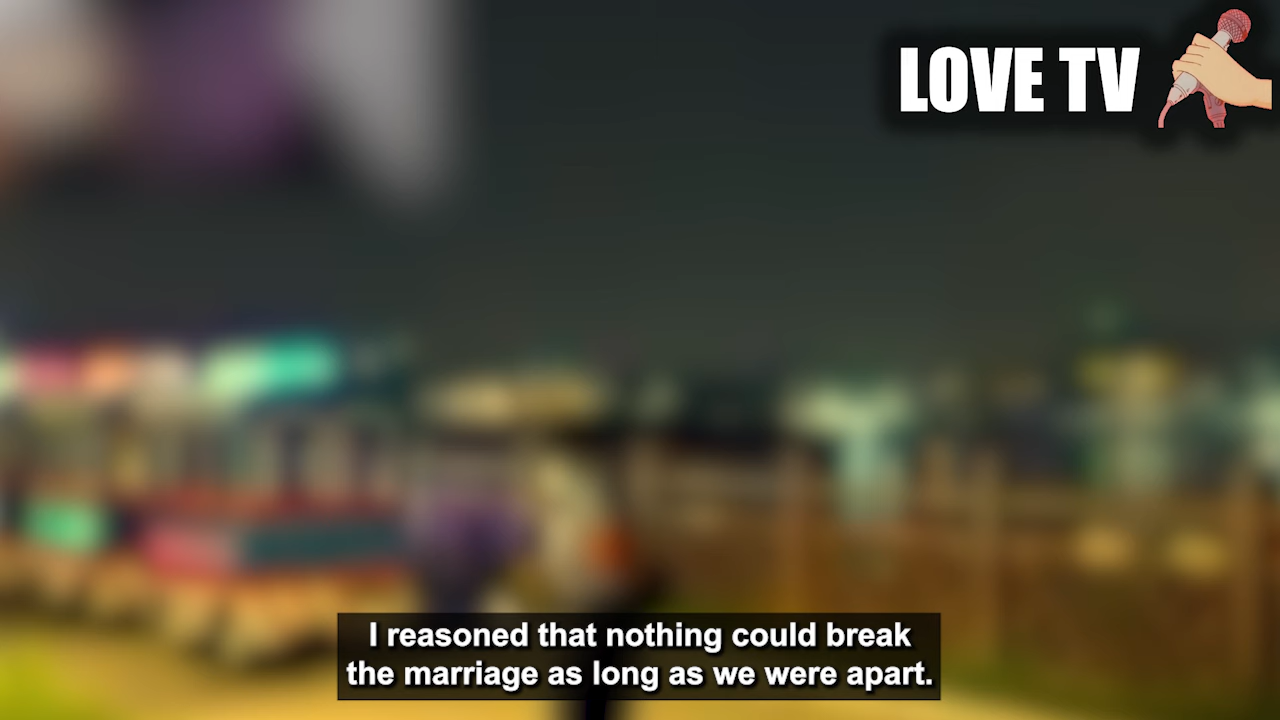 LOVE TV
I reasoned that nothing could break
the marriage as long as we were apart.